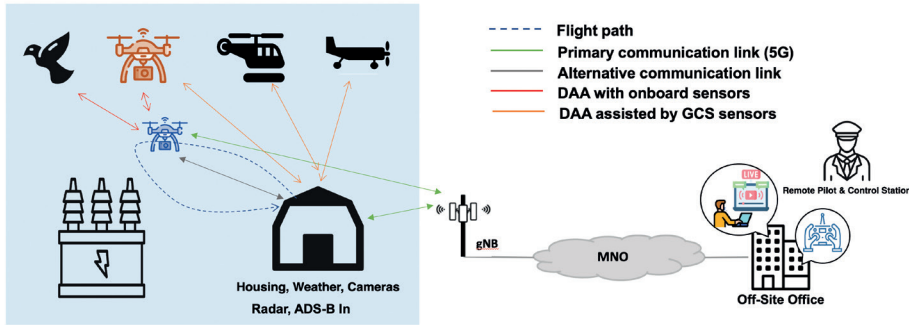 Flight path
Primary communication link (5G)
Alternative communication link
DAA with onboard sensors
DAA assisted by GCS sensors
Remote Pilot & Control Station
LIVE
gNB
MNO
Housing, Weather, Cameras
Radar, ADS-B In
Off-Site Office